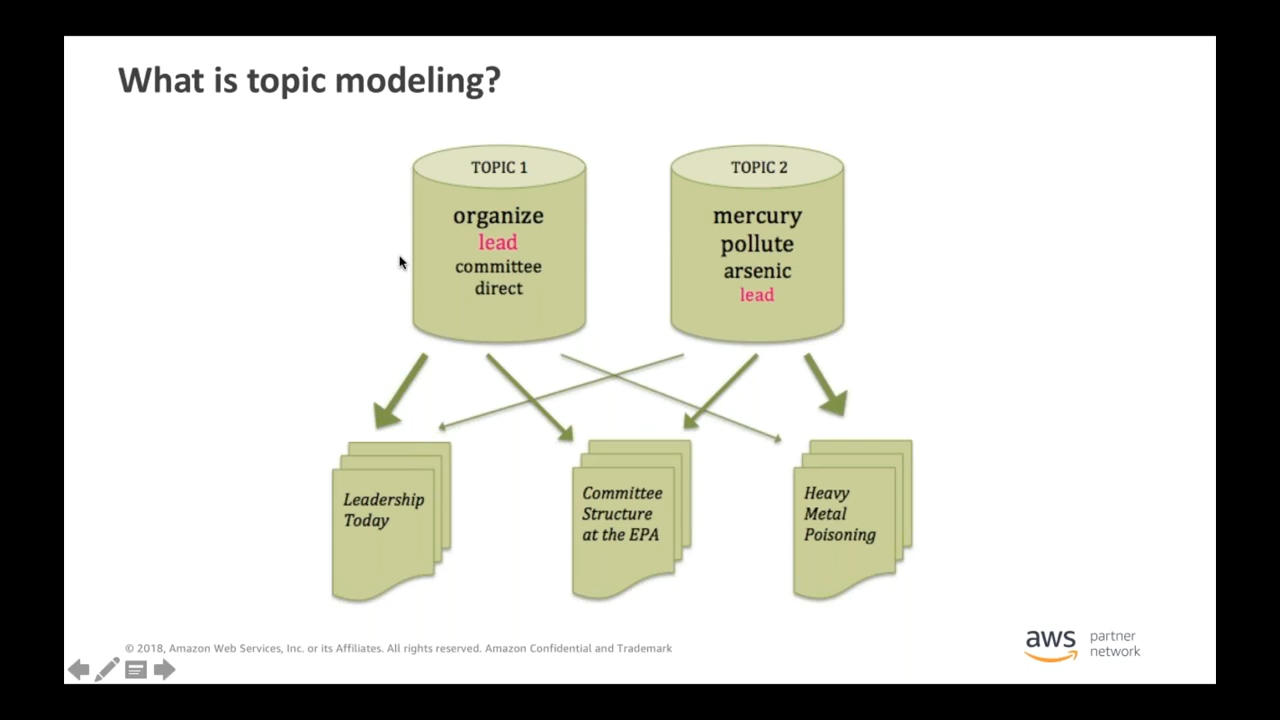 What is topic modeling?
TOPIC 1
organize
lead
committee
direct
TOPIC 2
mercury
pollute
arsenic
lead
Leadership
Today
Committee
Structure
at the EPA
Heavy
Metal
Poisoning
© 2018, Amazon Web Services, Inc. or its Affiliates. All rights reserved. Amazon Confidential and Trademark
aws
partner
network